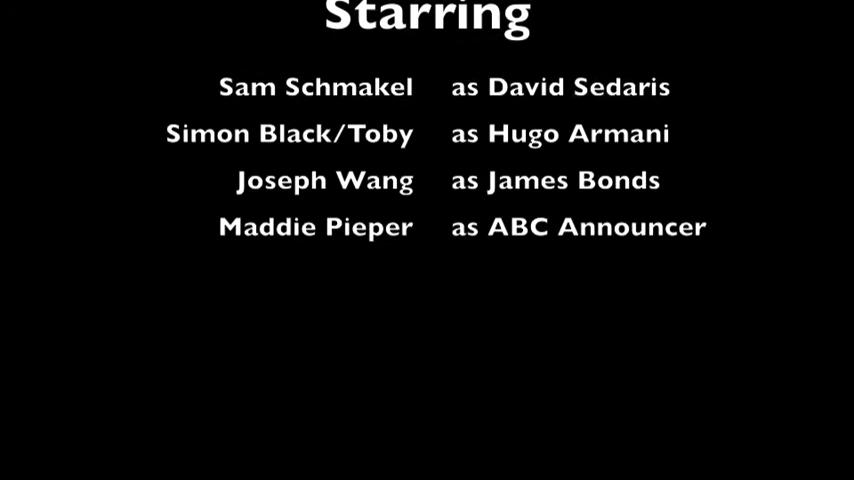 Starring
Sam Schmakel as David Sedaris
Simon Black/Toby as Hugo Armani
Joseph Wang as James Bonds
Maddie Pieper as ABC Announcer